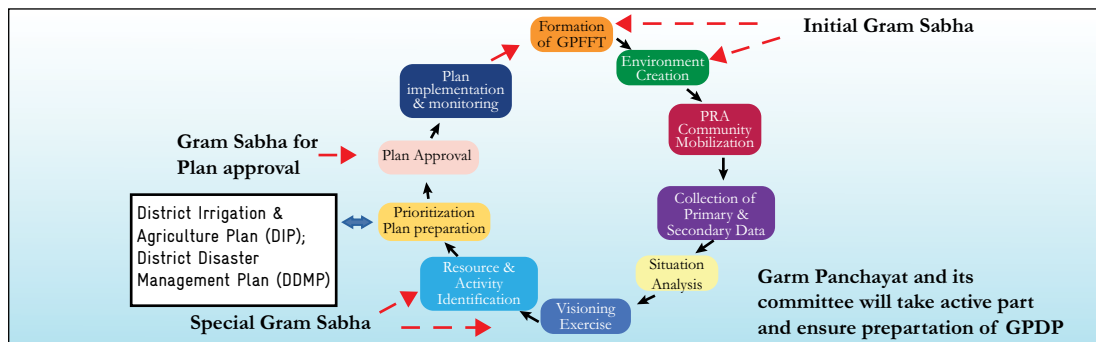 Formation
of GPFFT
Initial Gram Sabha
Environment
Creation
PRA
Community
Mobilization
Collection of
Primary &
Secondary Data
Situation
Analysis
Visioning
Exercise
Resource &
Activity
Identification
Prioritization
Plan preparation
Plan Approval
Plan
implementation
& monitoring
Gram Sabha for
Plan approval
District Irrigation &
Agriculture Plan (DIP);
District Disaster
Management Plan (DDMP)
Special Gram Sabha
Garm Panchayat and its
committee will take active part
and ensure prepartation of GPDP